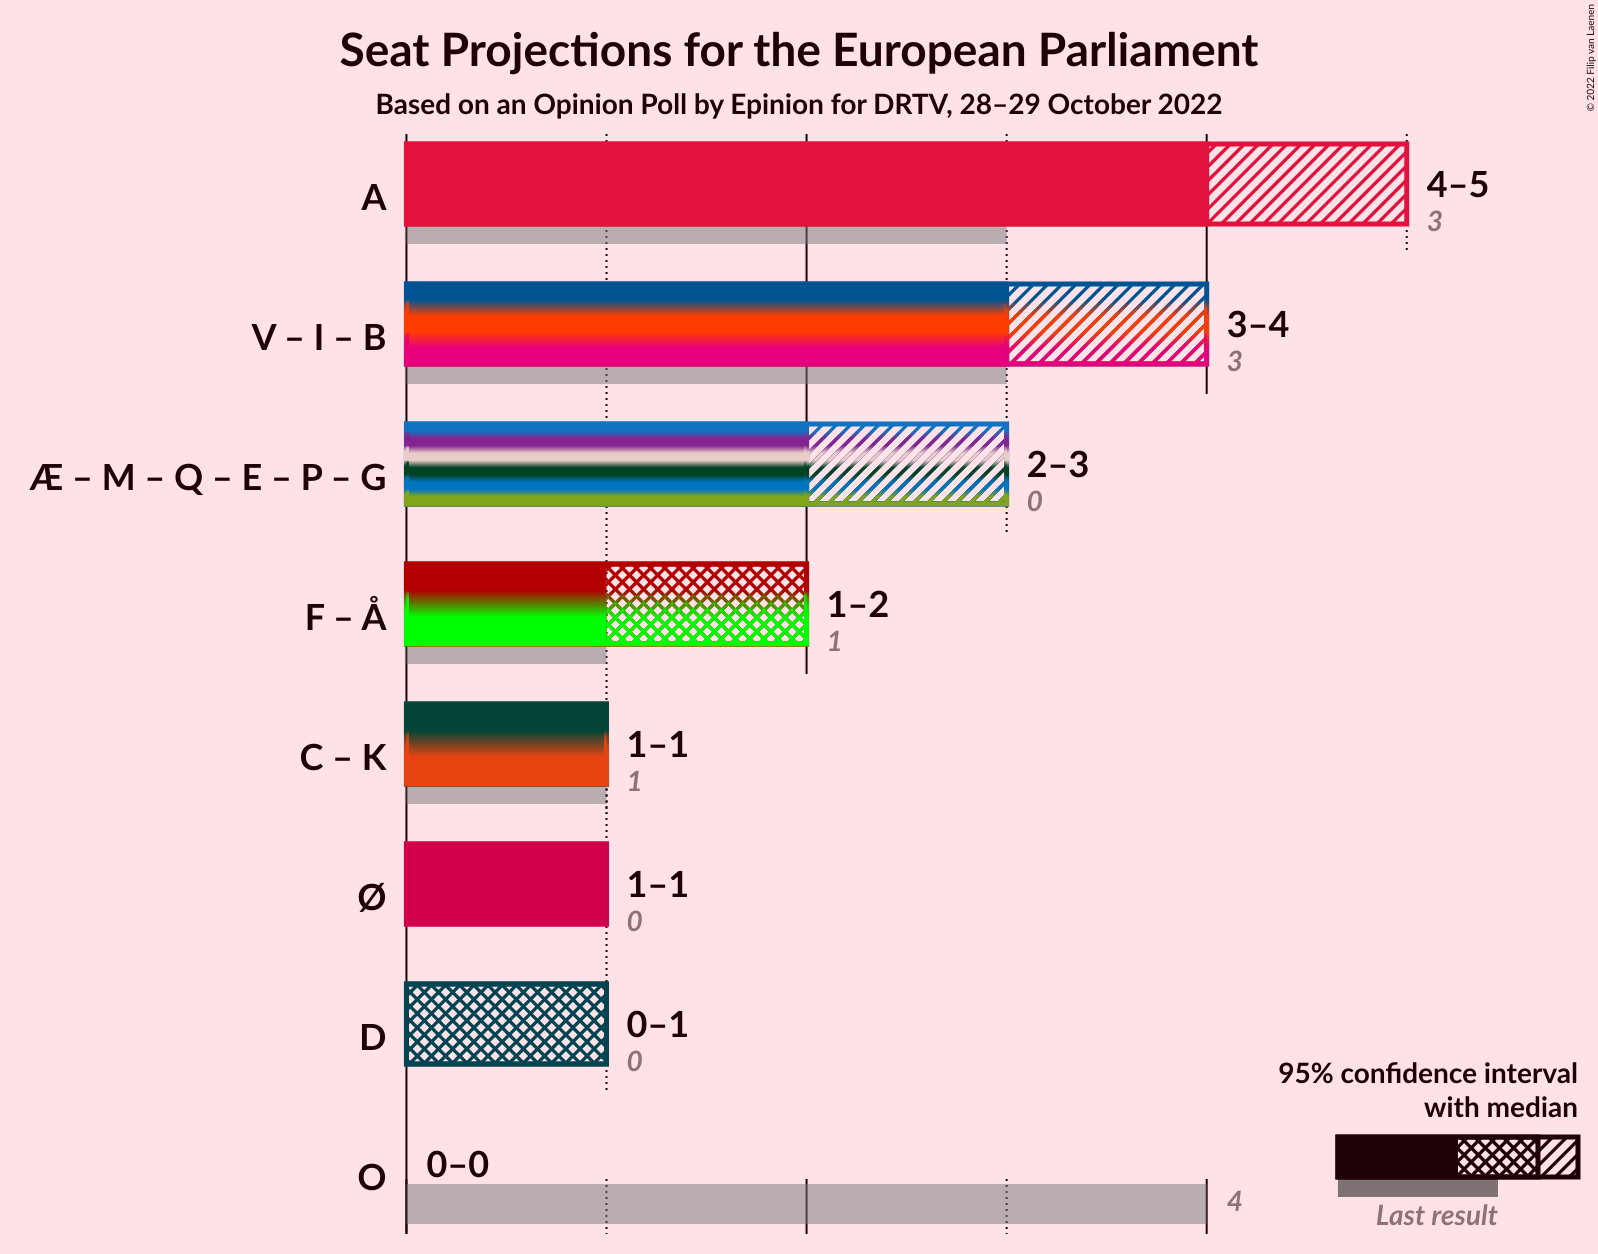 Seat Projections for the European Parliament
Based on an Opinion Poll by Epinion for DRTV, 28–29 October 2022
© 2022 Filip van Laenen
A
4–5
3
V – I – B
3–4
3
Æ – M – Q – E – P – G
2–3
0
F – Å
1–2
1
C – K
1–1
1
Ø
1–1
0
D
0–1
0
O
0–0
4
95% confidence interval
with median
Last result